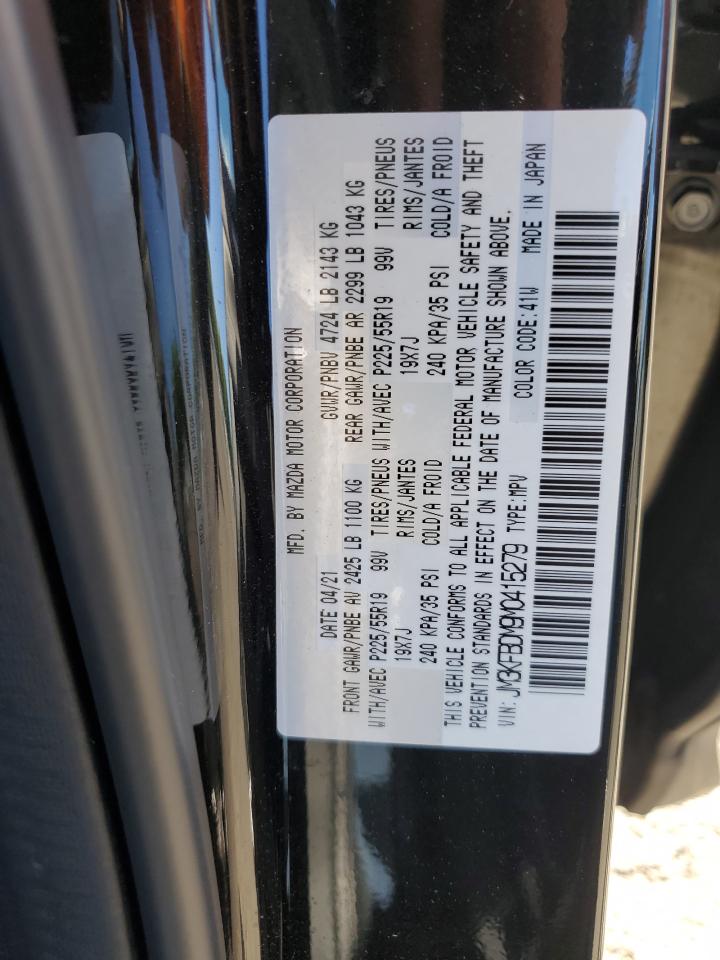 MFD. BY MAZDA MOTOR CORPORATION
DATE 04/21 GVWR/PNBV 4724 LB 2143 KG
FRONT GAWR/PNBE AV 2425 LB 1100 KG REAR GAWR/PNBE AR 2299 LB 1043 KG
WITH/AVEC P225/55R19 99V TIRES/PNEUS WITH/AVEC P225/55R19 99V TIRES/PNEUS
19X7J RIMS/JANTES 19X7J RIMS/JANTES
240 KPA/35 PSI COLD/A FROID 240 KPA/35 PSI COLD/A FROID
THIS VEHICLE CONFORMS TO ALL APPLICABLE FEDERAL MOTOR VEHICLE SAFETY AND THEFT
PREVENTION STANDARDS IN EFFECT ON THE DATE OF MANUFACTURE SHOWN ABOVE.
VIN: JM3KFBDM9M0415279 TYPE:MPV COLOR CODE:41W MADE IN JAPAN